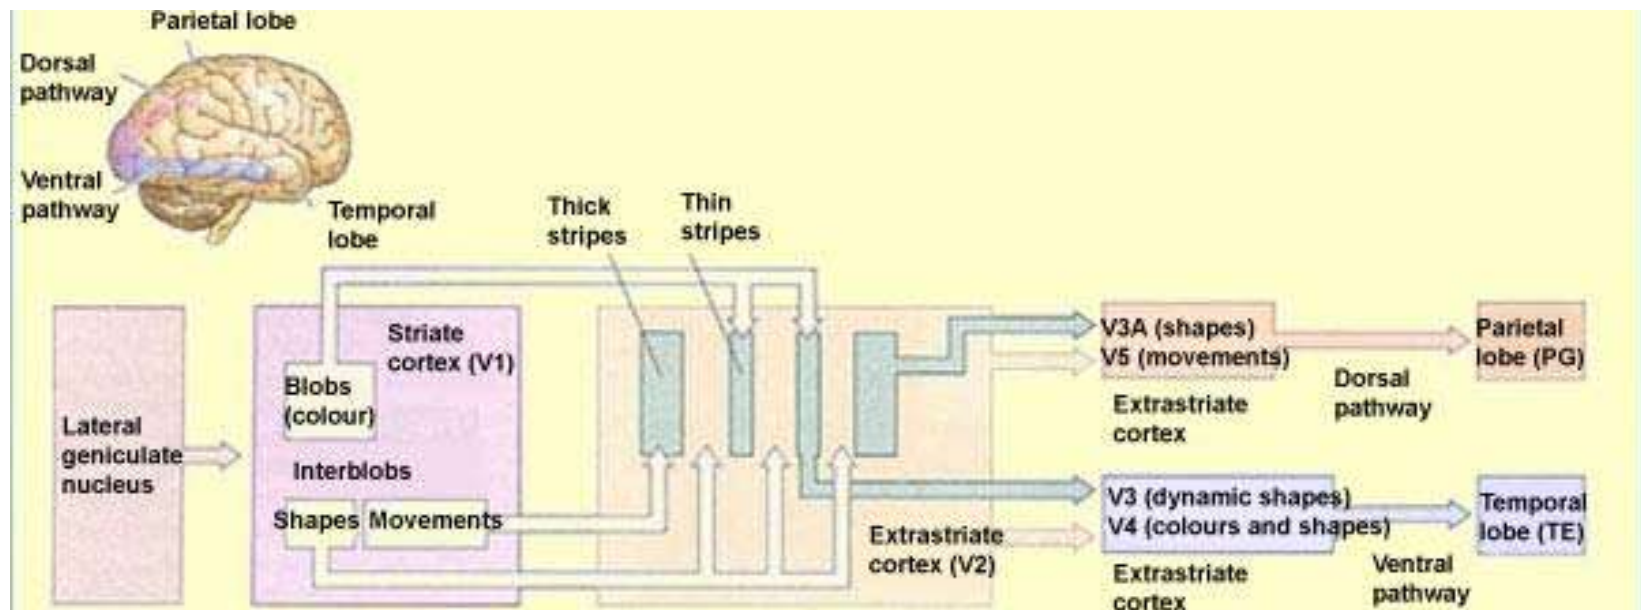 Parietal lobe
Dorsal
pathway
Ventral
pathway
Temporal
lobe
Thick
stripes
Thin
stripes
Lateral
geniculate
nucleus
Striate
cortex (V1)
Blobs
(colour)
Interblobs
Shapes
Movements
Extrastriate
cortex (V2)
V3A (shapes)
V5 (movements)
Extrastriate
cortex
Dorsal
pathway
Parietal
lobe (PG)
V3 (dynamic shapes)
V4 (colours and shapes)
Extrastriate
cortex
Ventral
pathway
Temporal
lobe (TE)